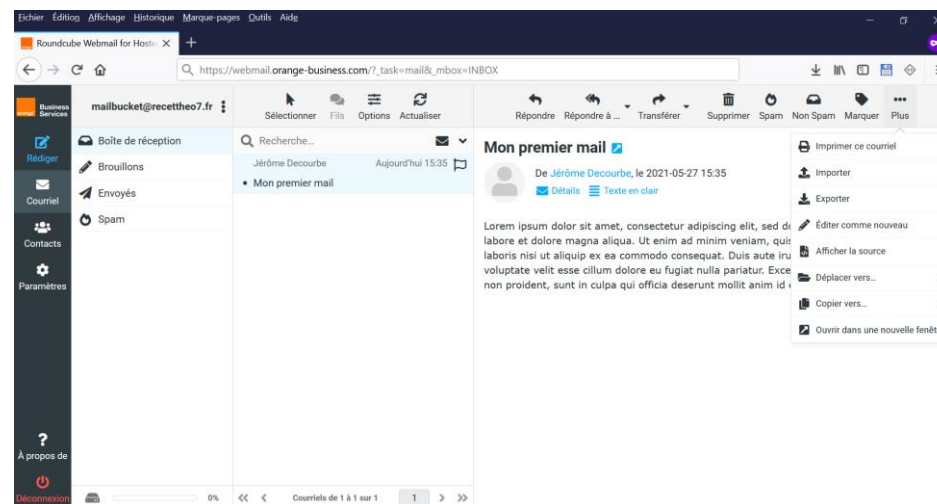 Fichier Édition Affichage Historique Marque-pages Outils Aide
Roundcube Webmail for Hoste
https://webmail.orange-business.com/?_task=mail&_mbox=INBOX
Business
Services
orange
Rédiger
Courriel
Contacts
Paramètres
À propos de
Déconnexion
mailbucket@recettheo7.fr
Boîte de réception
Brouillons
Envoyés
Spam
0%
Sélectionner Fils Options Actualiser
Recherche...
Jérôme Decourbe Aujourd'hui 15:35
• Mon premier mail
Courriels de 1 à 1 sur 1 1
Répondre Répondre à ... Transférer Supprimer Spam Non Spam Marquer Plus
Mon premier mail
De Jérôme Decourbe, le 2021-05-27 15:35
Détails Texte en clair
Lorem ipsum dolor sit amet, consectetur adipiscing elit, sed d
labore et dolore magna aliqua. Ut enim ad minim veniam, quis
laboris nisi ut aliquip ex ea commodo consequat. Duis aute iru
voluptate velit esse cillum dolore eu fugiat nulla pariatur. Exce
non proident, sunt in culpa qui officia deserunt mollit anim id
Imprimer ce courriel
Importer
Exporter
Éditer comme nouveau
Afficher la source
Déplacer vers...
Copier vers...
Ouvrir dans une nouvelle fenêt